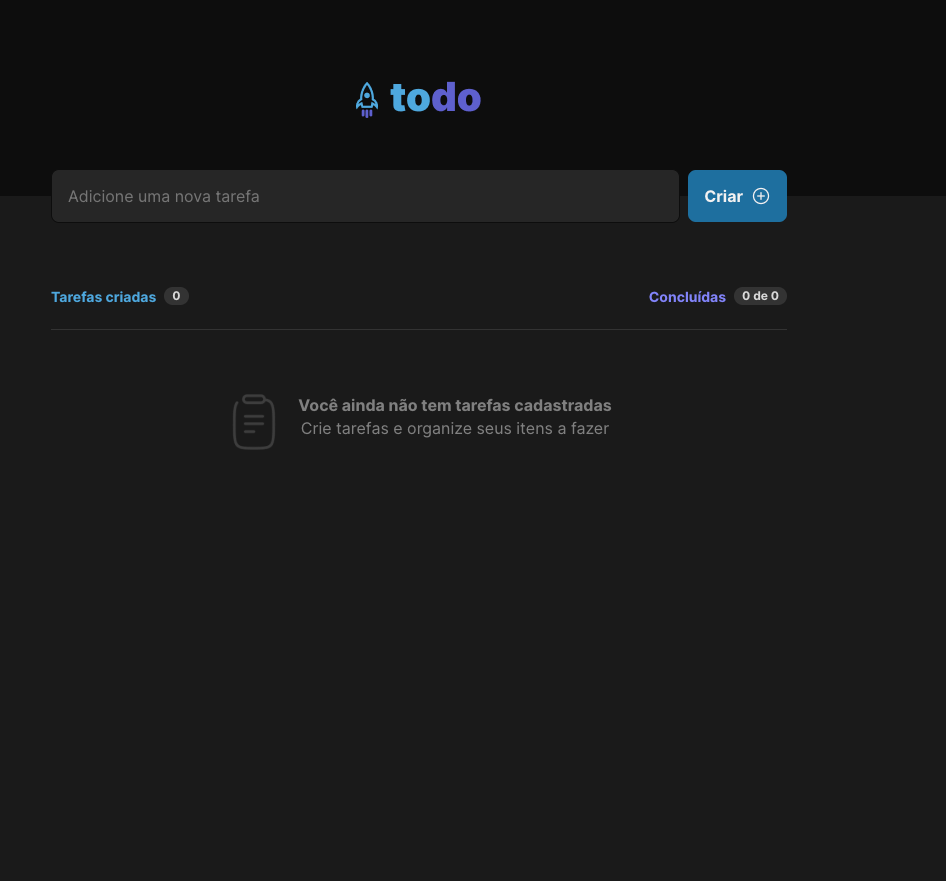 todo
Adicione uma nova tarefa
Criar
Tarefas criadas 0
Concluídas 0 de 0
Você ainda não tem tarefas cadastradas
Crie tarefas e organize seus itens a fazer